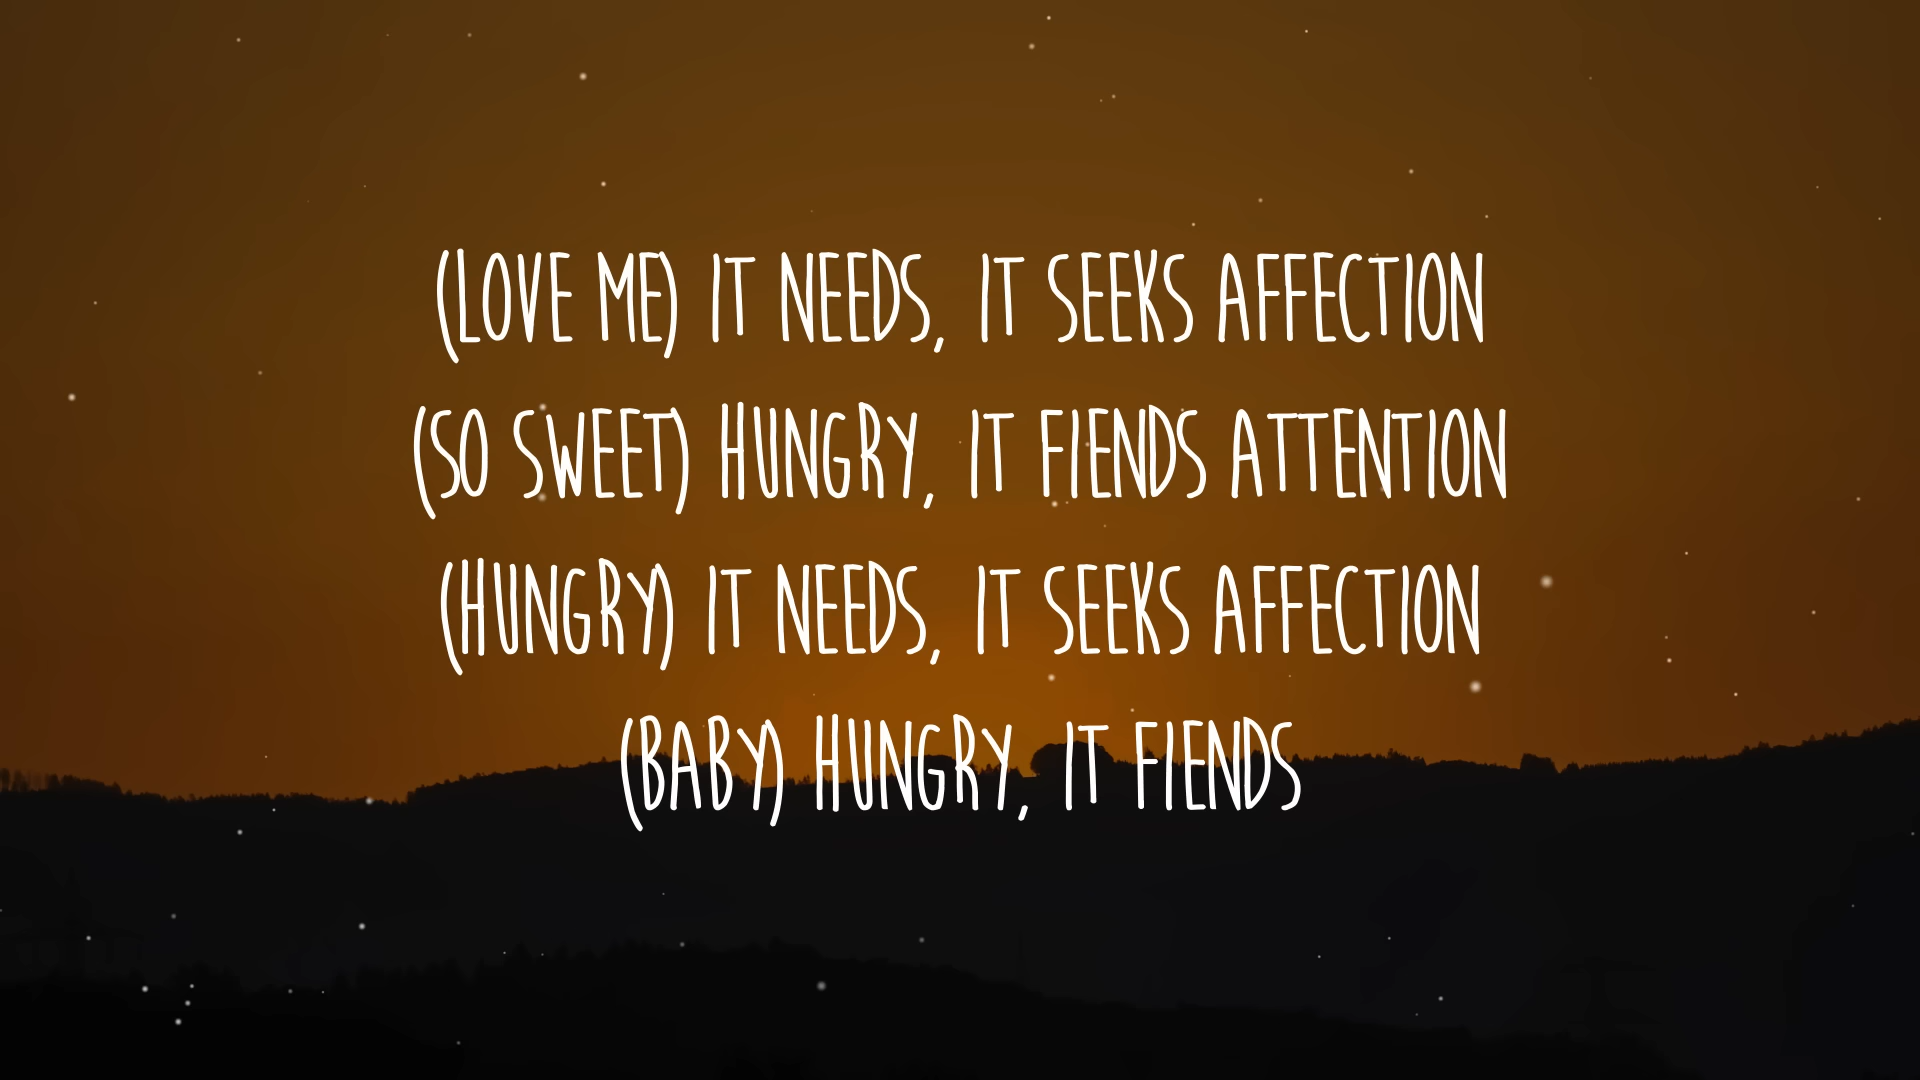 (LOVE ME) IT NEEDS, IT SEEKS AFFECTION
(SO SWEET) HUNGRY, IT FIENDS ATTENTION
(HUNGRY) IT NEEDS, IT SEEKS AFFECTION
(BABY) HUNGRY, IT FIENDS